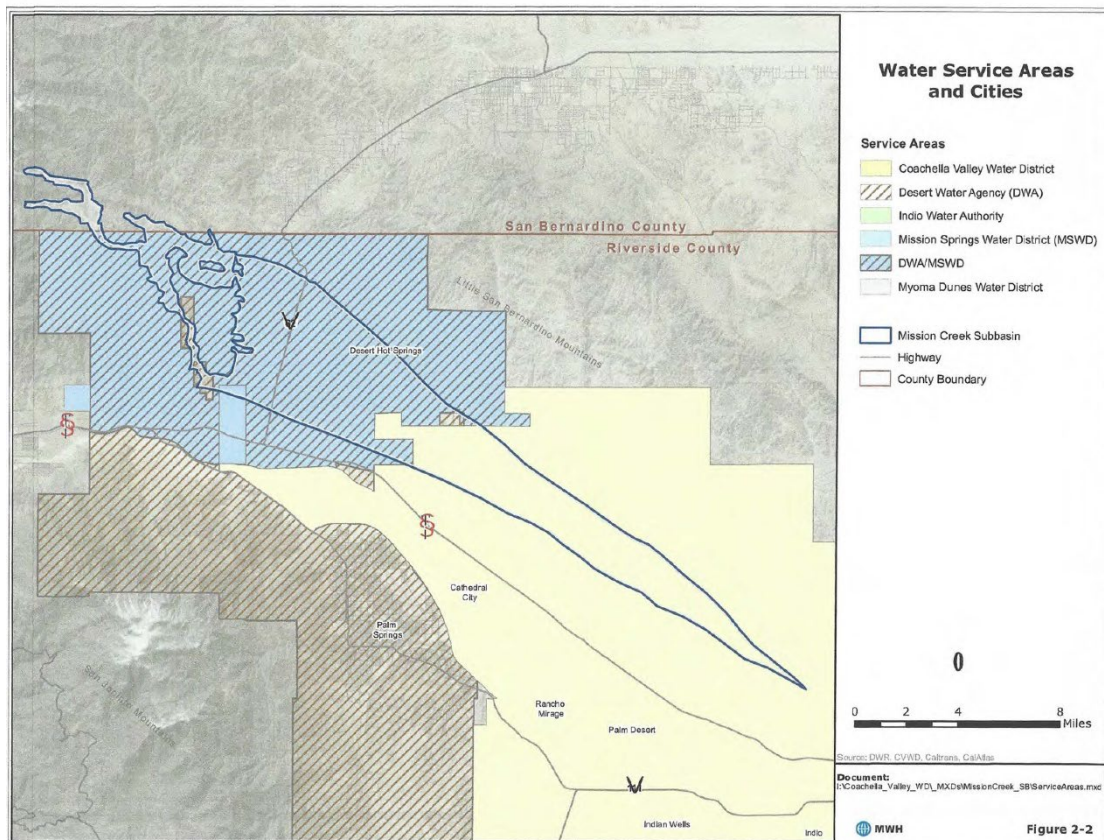 Water Service Areas
and Cities
Service Areas
Coachella Valley Water District
Desert Water Agency (DWA)
Indio Water Authority
Mission Springs Water District (MSWD)
DWA/MSWD
Myoma Dunes Water District
Mission Creek Subbasin
Highway
County Boundary
San Bernardino County
Riverside County
Little San Bernardino Mountains
Desert Hot Springs
Cathedral
City
Palm
Springs
San Jacinto Mountains
Rancho
Mirage
Palm Desert
Indian Wells
Indio
0
0 2 4 8
Miles
Source: DWR, CVWD, Caltrans, CalAtlas
Document:
I:\Coachella_Valley_WD\_MXDs\MissionCreek_SB\ServiceAreas.mxd
MWH
Figure 2-2